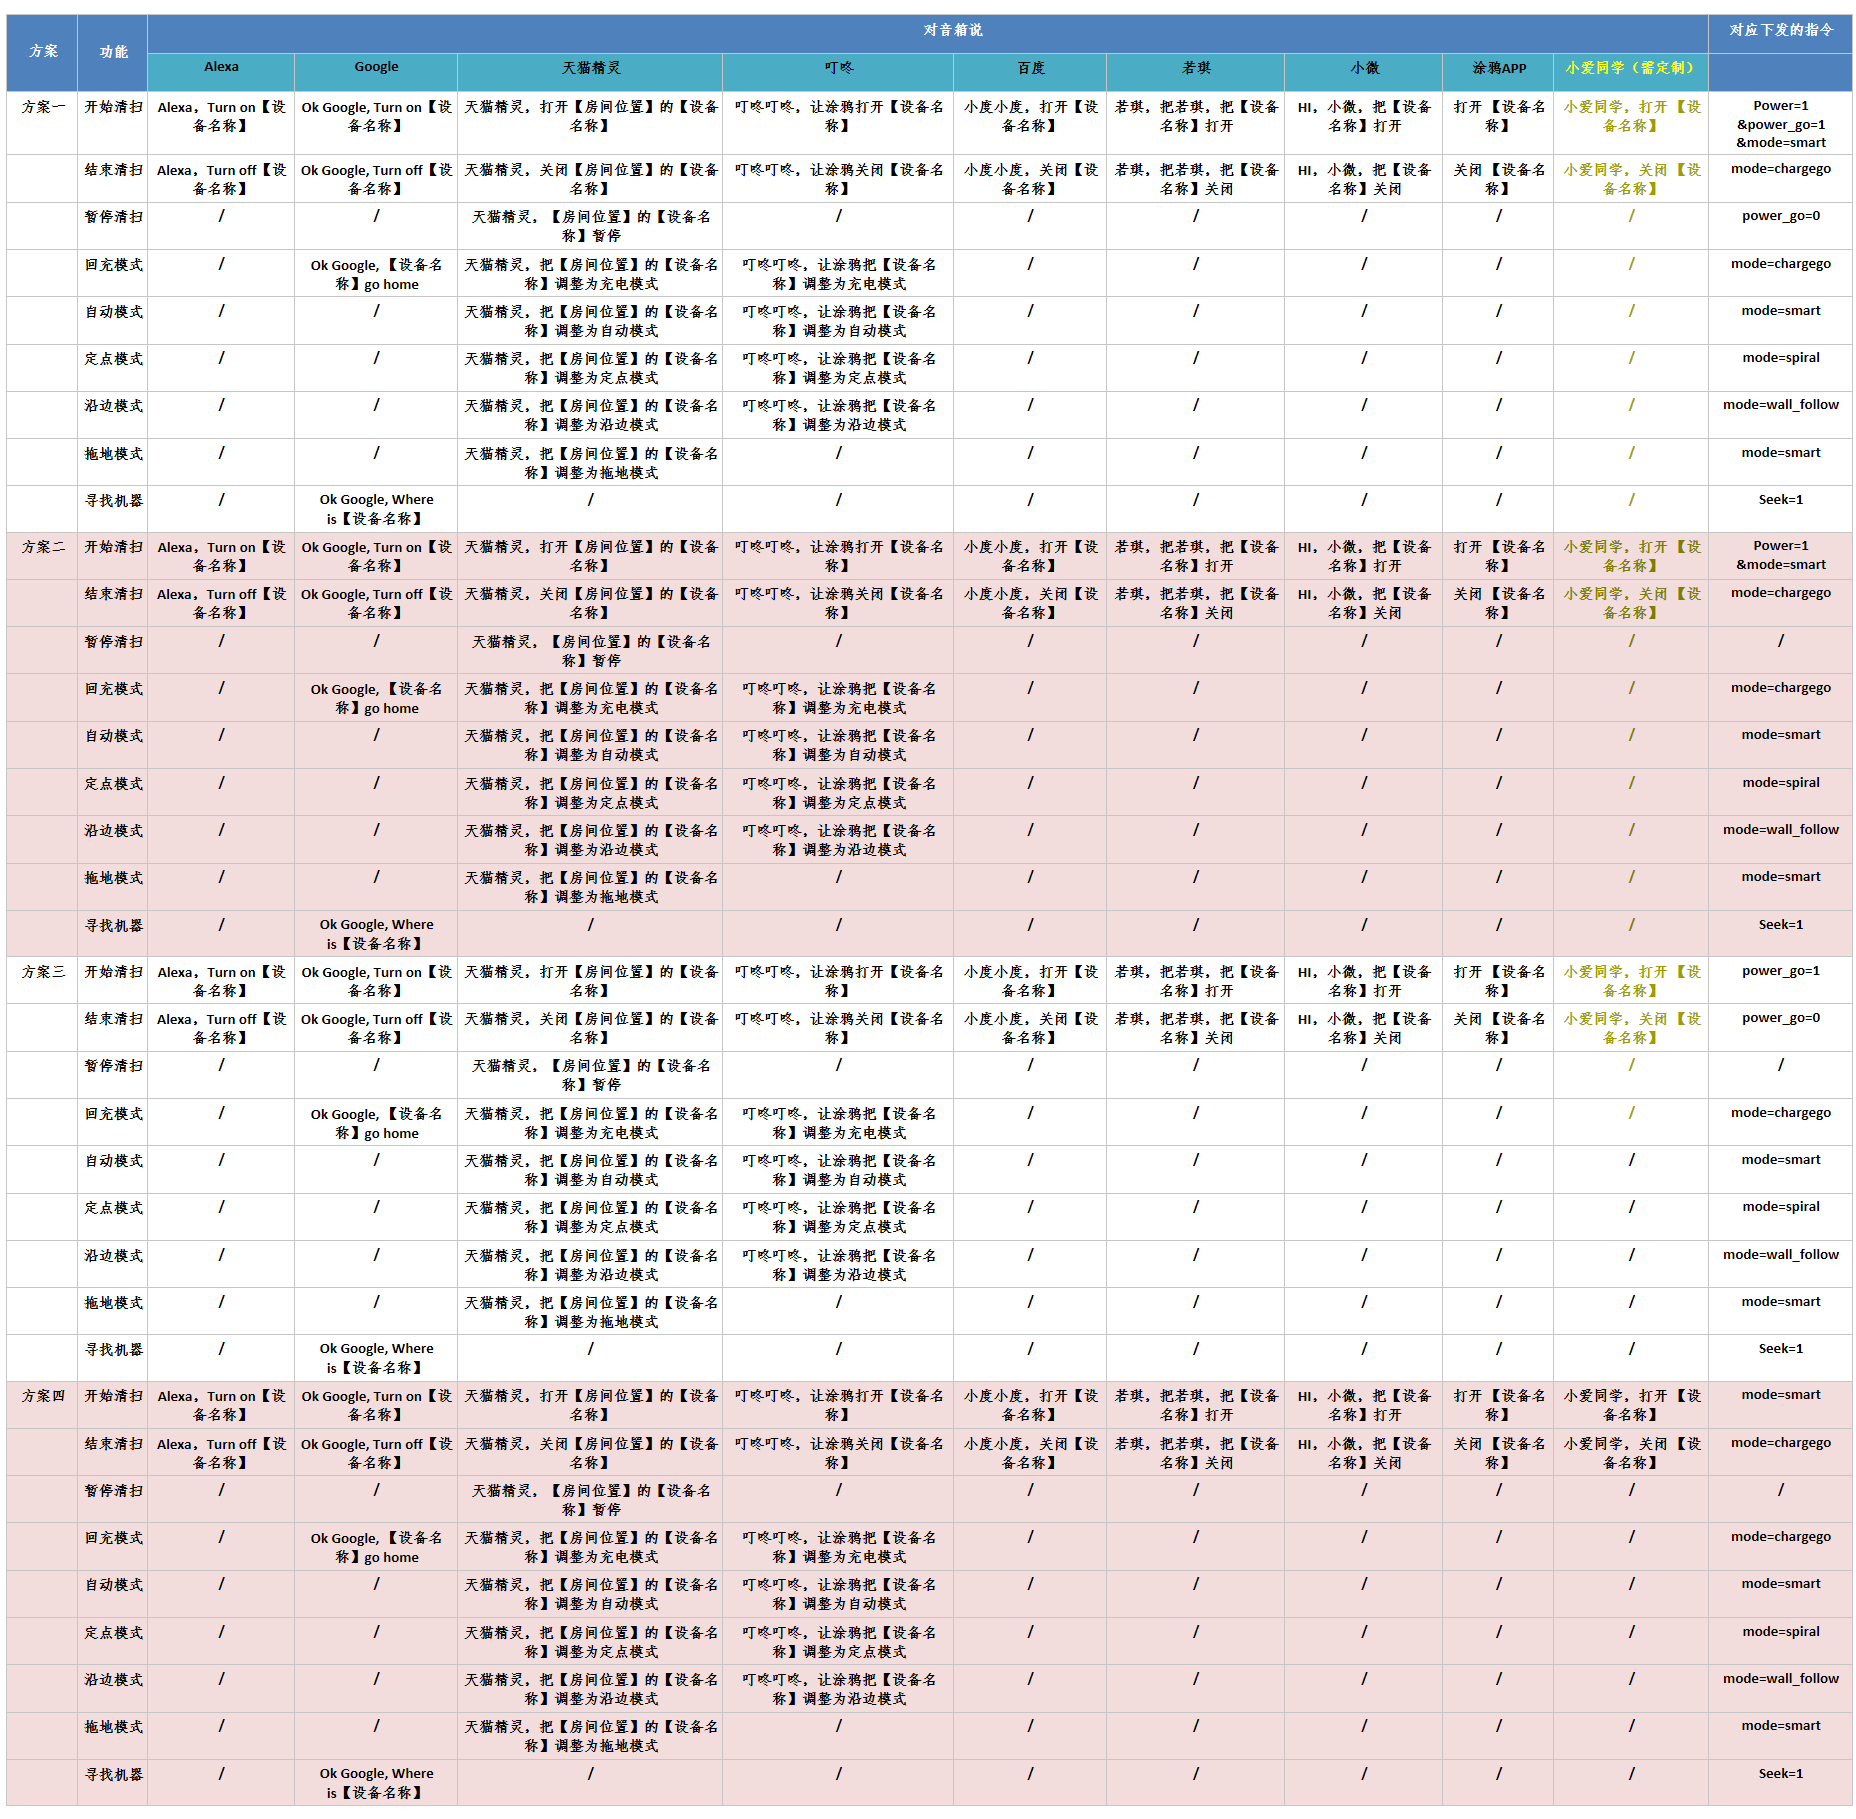 方案 功能 对音箱说 对应下发的指令
Alexa Google 天猫精灵 叮咚 百度 若琪 小微 涂鸦APP 小爱同学（需定制）
方案一 开始清扫 Alexa，Turn on【设 Ok Google, Turn on【设 天猫精灵，打开【房间位置】的【设备 叮咚叮咚，让涂鸦打开【设备名 小度小度，打开【设 若琪，把若琪，把【设备 HI，小微，把【设备 打开【设备名 小爱同学，打开【设 Power=1
备名称】 备名称】 名称】 称】 备名称】 名称】打开 名称】打开 称】 备名称】 &power_go=1
&mode=smart
结束清扫 Alexa，Turn off【设 Ok Google, Turn off【设 天猫精灵，关闭【房间位置】的【设备 叮咚叮咚，让涂鸦关闭【设备名 小度小度，关闭【设 若琪，把若琪，把【设备 HI，小微，把【设备 关闭【设备名 小爱同学，关闭【设 mode=chargego
备名称】 备名称】 名称】 称】 备名称】 名称】关闭 名称】关闭 称】 备名称】
暂停清扫 / / 天猫精灵，【房间位置】的【设备名 / / / / / / power_go=0
称】暂停
回充模式 / Ok Google, 【设备名 天猫精灵，把【房间位置】的【设备名 叮咚叮咚，让涂鸦把【设备名 / / / / / mode=chargego
称】go home 称】调整为充电模式 称】调整为充电模式
自动模式 / / 天猫精灵，把【房间位置】的【设备名 叮咚叮咚，让涂鸦把【设备名 / / / / / mode=smart
称】调整为自动模式 称】调整为自动模式
定点模式 / / 天猫精灵，把【房间位置】的【设备名 叮咚叮咚，让涂鸦把【设备名 / / / / / mode=spiral
称】调整为定点模式 称】调整为定点模式
沿边模式 / / 天猫精灵，把【房间位置】的【设备名 叮咚叮咚，让涂鸦把【设备名 / / / / / mode=wall_follow
称】调整为沿边模式 称】调整为沿边模式
拖地模式 / / 天猫精灵，把【房间位置】的【设备名 / / / / / / mode=smart
称】调整为拖地模式
寻找机器 / Ok Google, Where / / / / / / / Seek=1
is【设备名称】
方案二 开始清扫 Alexa，Turn on【设 Ok Google, Turn on【设 天猫精灵，打开【房间位置】的【设备 叮咚叮咚，让涂鸦打开【设备名 小度小度，打开【设 若琪，把若琪，把【设备 HI，小微，把【设备 打开【设备名 小爱同学，打开【设 Power=1
备名称】 备名称】 名称】 称】 备名称】 名称】打开 名称】打开 称】 备名称】 &mode=smart
结束清扫 Alexa，Turn off【设 Ok Google, Turn off【设 天猫精灵，关闭【房间位置】的【设备 叮咚叮咚，让涂鸦关闭【设备名 小度小度，关闭【设 若琪，把若琪，把【设备 HI，小微，把【设备 关闭【设备名 小爱同学，关闭【设 mode=chargego
备名称】 备名称】 名称】 称】 备名称】 名称】关闭 名称】关闭 称】 备名称】
暂停清扫 / / 天猫精灵，【房间位置】的【设备名 / / / / / / /
称】暂停
回充模式 / Ok Google, 【设备名 天猫精灵，把【房间位置】的【设备名 叮咚叮咚，让涂鸦把【设备名 / / / / / mode=chargego
称】go home 称】调整为充电模式 称】调整为充电模式
自动模式 / / 天猫精灵，把【房间位置】的【设备名 叮咚叮咚，让涂鸦把【设备名 / / / / / mode=smart
称】调整为自动模式 称】调整为自动模式
定点模式 / / 天猫精灵，把【房间位置】的【设备名 叮咚叮咚，让涂鸦把【设备名 / / / / / mode=spiral
称】调整为定点模式 称】调整为定点模式
沿边模式 / / 天猫精灵，把【房间位置】的【设备名 叮咚叮咚，让涂鸦把【设备名 / / / / / mode=wall_follow
称】调整为沿边模式 称】调整为沿边模式
拖地模式 / / 天猫精灵，把【房间位置】的【设备名 / / / / / / mode=smart
称】调整为拖地模式
寻找机器 / Ok Google, Where / / / / / / / Seek=1
is【设备名称】
方案三 开始清扫 Alexa，Turn on【设 Ok Google, Turn on【设 天猫精灵，打开【房间位置】的【设备 叮咚叮咚，让涂鸦打开【设备名 小度小度，打开【设 若琪，把若琪，把【设备 HI，小微，把【设备 打开【设备名 小爱同学，打开【设 power_go=1
备名称】 备名称】 名称】 称】 备名称】 名称】打开 名称】打开 称】 备名称】
结束清扫 Alexa，Turn off【设 Ok Google, Turn off【设 天猫精灵，关闭【房间位置】的【设备 叮咚叮咚，让涂鸦关闭【设备名 小度小度，关闭【设 若琪，把若琪，把【设备 HI，小微，把【设备 关闭【设备名 小爱同学，关闭【设 power_go=0
备名称】 备名称】 名称】 称】 备名称】 名称】关闭 名称】关闭 称】 备名称】
暂停清扫 / / 天猫精灵，【房间位置】的【设备名 / / / / / / /
称】暂停
回充模式 / Ok Google, 【设备名 天猫精灵，把【房间位置】的【设备名 叮咚叮咚，让涂鸦把【设备名 / / / / / mode=chargego
称】go home 称】调整为充电模式 称】调整为充电模式
自动模式 / / 天猫精灵，把【房间位置】的【设备名 叮咚叮咚，让涂鸦把【设备名 / / / / / mode=smart
称】调整为自动模式 称】调整为自动模式
定点模式 / / 天猫精灵，把【房间位置】的【设备名 叮咚叮咚，让涂鸦把【设备名 / / / / / mode=spiral
称】调整为定点模式 称】调整为定点模式
沿边模式 / / 天猫精灵，把【房间位置】的【设备名 叮咚叮咚，让涂鸦把【设备名 / / / / / mode=wall_follow
称】调整为沿边模式 称】调整为沿边模式
拖地模式 / / 天猫精灵，把【房间位置】的【设备名 / / / / / / mode=smart
称】调整为拖地模式
寻找机器 / Ok Google, Where / / / / / / / Seek=1
is【设备名称】
方案四 开始清扫 Alexa，Turn on【设 Ok Google, Turn on【设 天猫精灵，打开【房间位置】的【设备 叮咚叮咚，让涂鸦打开【设备名 小度小度，打开【设 若琪，把若琪，把【设备 HI，小微，把【设备 打开【设备名 小爱同学，打开【设 mode=smart
备名称】 备名称】 名称】 称】 备名称】 名称】打开 名称】打开 称】 备名称】
结束清扫 Alexa，Turn off【设 Ok Google, Turn off【设 天猫精灵，关闭【房间位置】的【设备 叮咚叮咚，让涂鸦关闭【设备名 小度小度，关闭【设 若琪，把若琪，把【设备 HI，小微，把【设备 关闭【设备名 小爱同学，关闭【设 mode=chargego
备名称】 备名称】 名称】 称】 备名称】 名称】关闭 名称】关闭 称】 备名称】
暂停清扫 / / 天猫精灵，【房间位置】的【设备名 / / / / / / /
称】暂停
回充模式 / Ok Google, 【设备名 天猫精灵，把【房间位置】的【设备名 叮咚叮咚，让涂鸦把【设备名 / / / / / mode=chargego
称】go home 称】调整为充电模式 称】调整为充电模式
自动模式 / / 天猫精灵，把【房间位置】的【设备名 叮咚叮咚，让涂鸦把【设备名 / / / / / mode=smart
称】调整为自动模式 称】调整为自动模式
定点模式 / / 天猫精灵，把【房间位置】的【设备名 叮咚叮咚，让涂鸦把【设备名 / / / / / mode=spiral
称】调整为定点模式 称】调整为定点模式
沿边模式 / / 天猫精灵，把【房间位置】的【设备名 叮咚叮咚，让涂鸦把【设备名 / / / / / mode=wall_follow
称】调整为沿边模式 称】调整为沿边模式
拖地模式 / / 天猫精灵，把【房间位置】的【设备名 / / / / / / mode=smart
称】调整为拖地模式
寻找机器 / Ok Google, Where / / / / / / / Seek=1
is【设备名称】